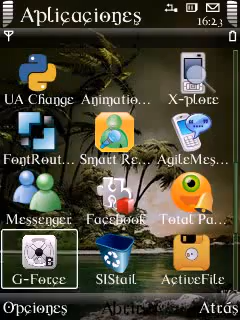 Aplicaciones
16:23
UA Change
Animatio...
X-plore
FontRout...
Smart Re...
AgileMes...
Messenger
Facebook
Total Pa...
G-Force
SIStail
ActiveFile
Opciones
Atrás